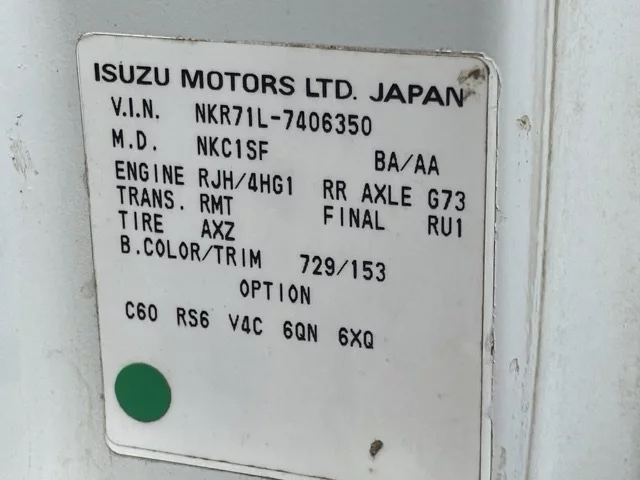 ISUZU MOTORS LTD. JAPAN
V.I.N. NKR71L-7406350
M.D. NKC1SF BA/AA
ENGINE RJH/4HG1 RR AXLE G73
TRANS. RMT FINAL RU1
TIRE AXZ
B.COLOR/TRIM 729/153
OPTION
C60 RS6 V4C 6QN 6XQ